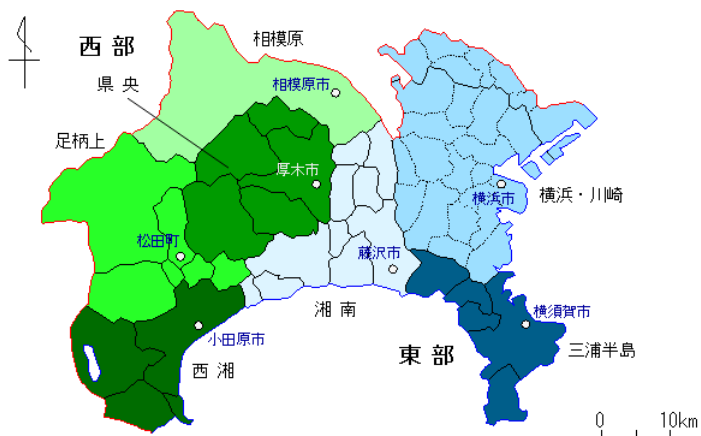 西部
相模原
県央
相模原市
足柄上
厚木市
横浜市
横浜・川崎
松田町
藤沢市
湘南
小田原市
西湘
東部
横須賀市
三浦半島
0 10km